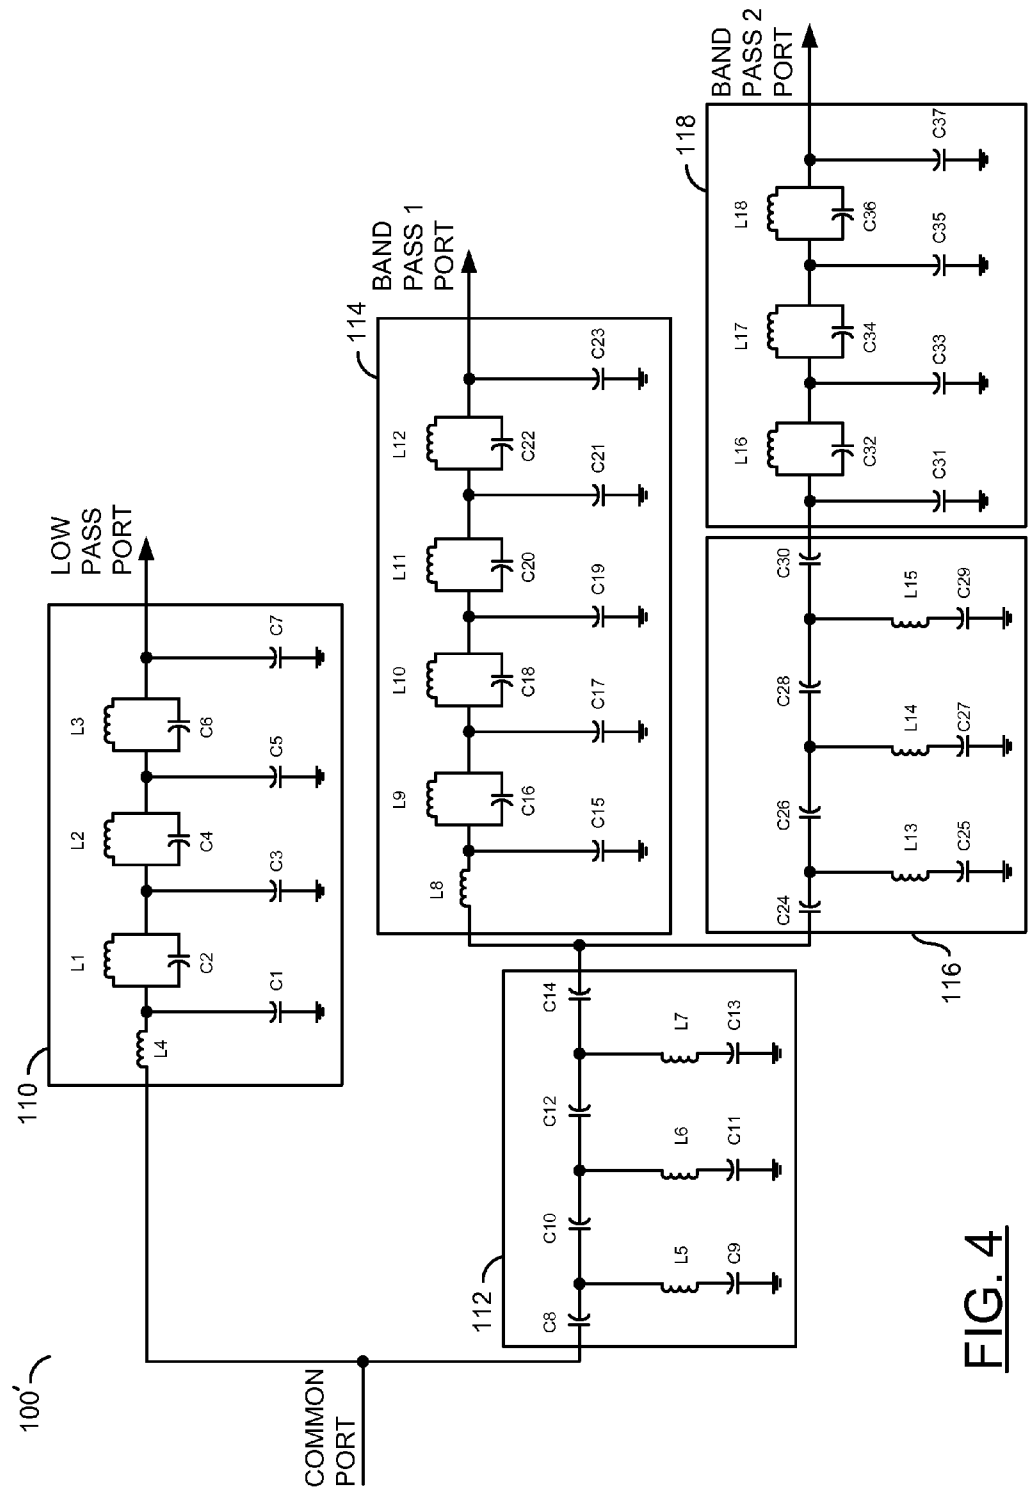 100'
COMMON
PORT
110
L4
L1
C2
C1
L2
C4
C3
L3
C6
C5
C7
LOW
PASS
PORT
112
C8
L5
C9
C10
L6
C11
C12
L7
C13
C14
114
L8
C15
L9
C16
C17
L10
C18
C19
L11
C20
C21
L12
C22
C23
BAND
PASS 1
PORT
116
C24
L13
C25
C26
L14
C27
C28
L15
C29
C30
118
C31
L16
C32
C33
L17
C34
C35
L18
C36
C37
BAND
PASS 2
PORT
FIG. 4